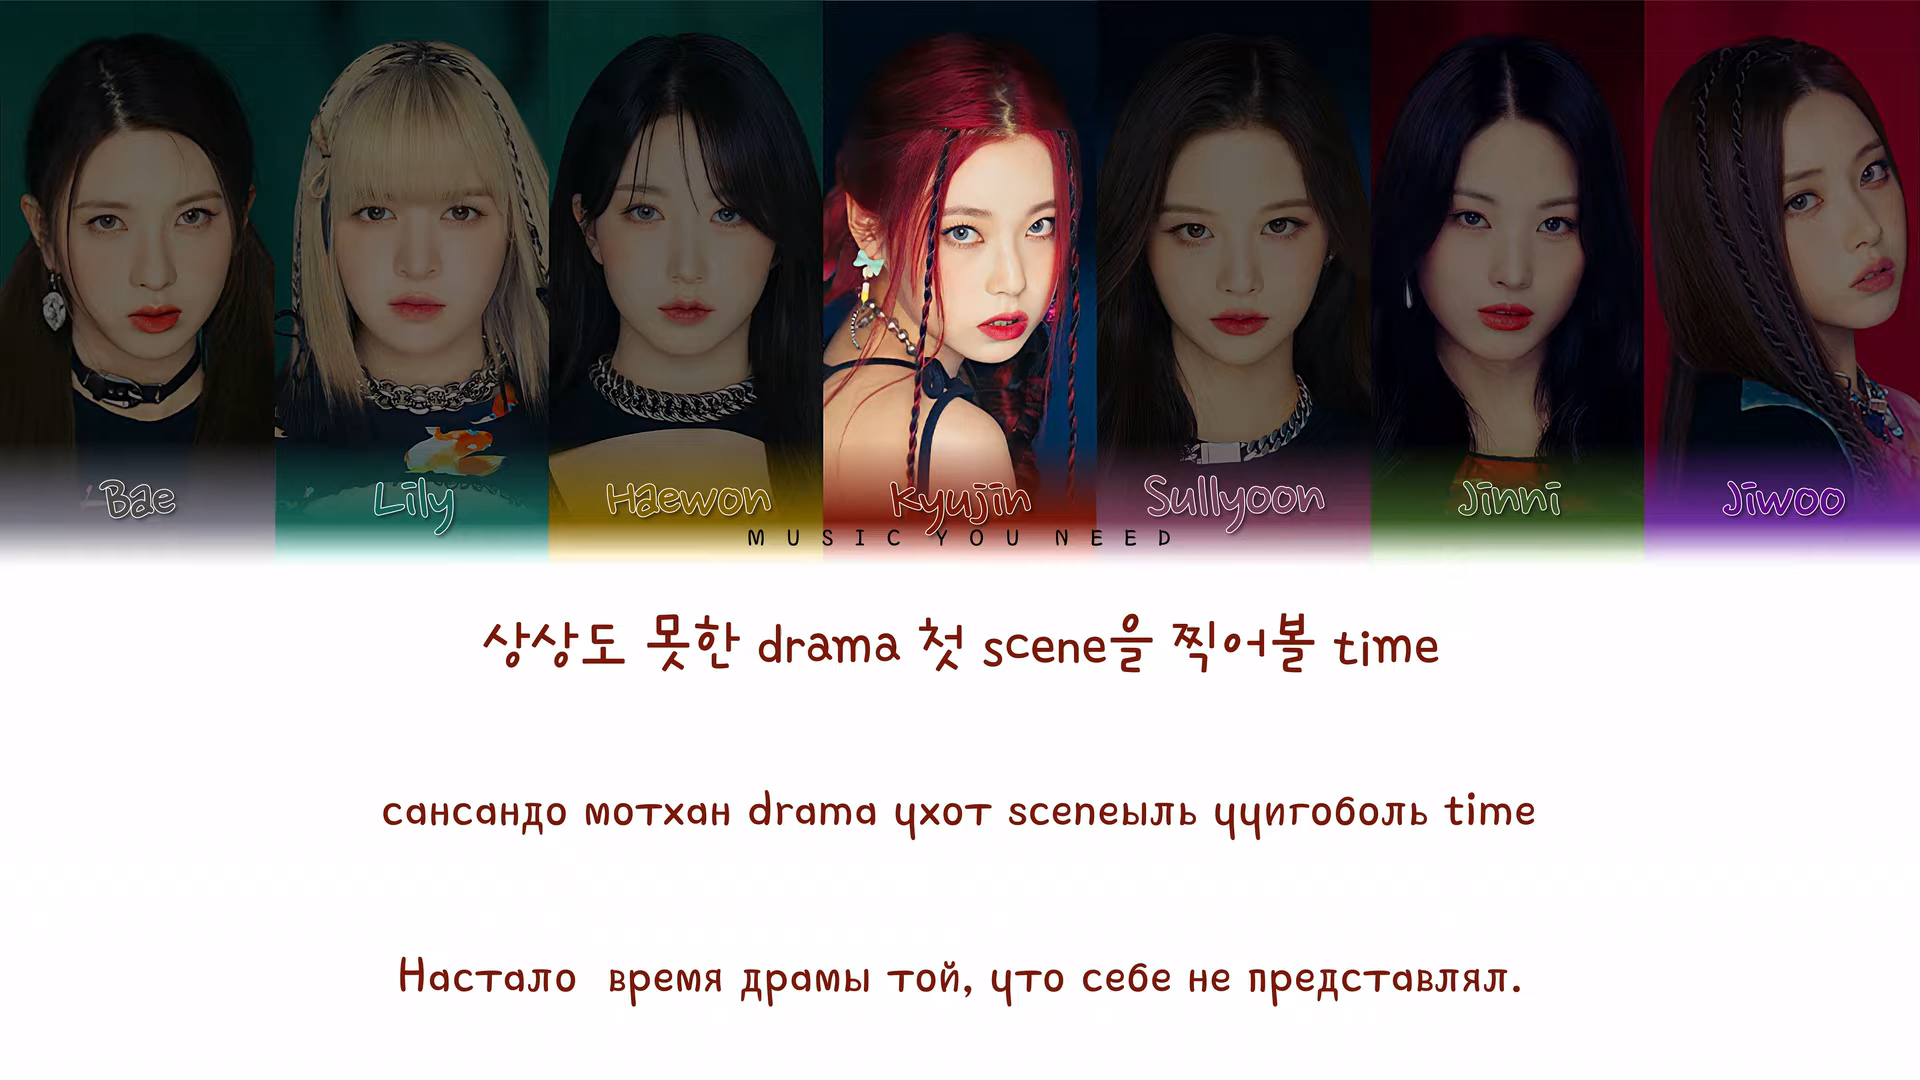 Bae Lily Haewon Kyujin Sullyoon Jinni Jiwoo
MUSIC YOU NEED
상상도 못한 drama 첫 scene을 찍어볼 time
сансандо мотхан drama чхот sceneыль ччигоболь time
Настало время драмы той, что себе не представлял.